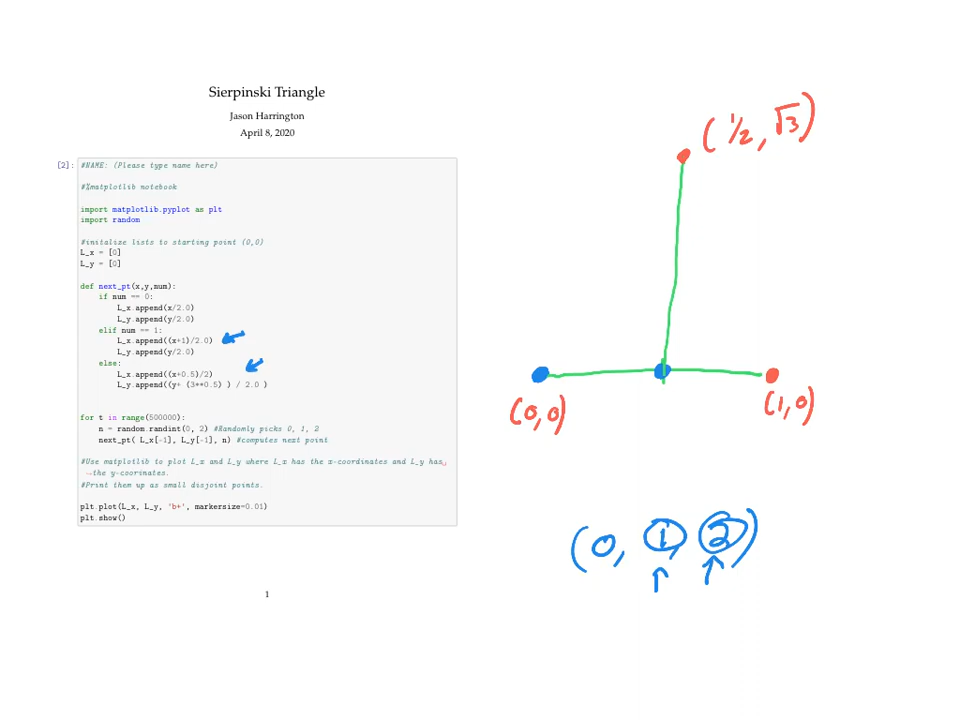 Sierpinski Triangle
Jason Harrington
April 8, 2020
[2]: #NAME: (Please type name here)
#%matplotlib notebook
import matplotlib.pyplot as plt
import random
#initalize lists to starting point (0,0)
L_x = [0]
L_y = [0]
def next_pt(x,y,num):
if num == 0:
L_x.append(x/2.0)
L_y.append(y/2.0)
elif num == 1:
L_x.append((x+1)/2.0)
L_y.append(y/2.0)
else:
L_x.append((x+0.5)/2)
L_y.append((y+ (3**0.5) ) / 2.0 )
for t in range(500000):
n = random.randint(0, 2) #Randomly picks 0, 1, 2
next_pt( L_x[-1], L_y[-1], n) #computes next point
#Use matplotlib to plot L_x and L_y where L_x has the x-coordinates and L_y has
the y-coorinates.
#Print them up as small disjoint points.
plt.plot(L_x, L_y, 'b+', markersize=0.01)
plt.show()
1
(1/2, √3)
(0,0)
(1,0)
(0, 1, 2)